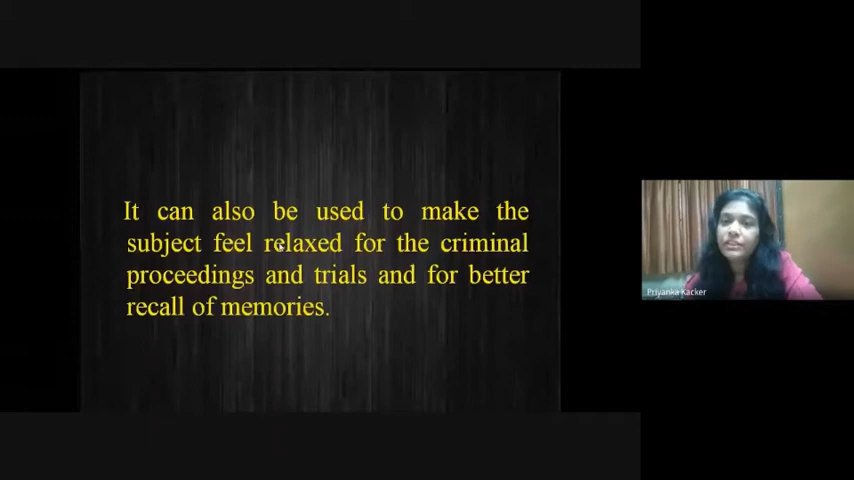 It can also be used to make the
subject feel relaxed for the criminal
proceedings and trials and for better
recall of memories.
Priyanka Kacker